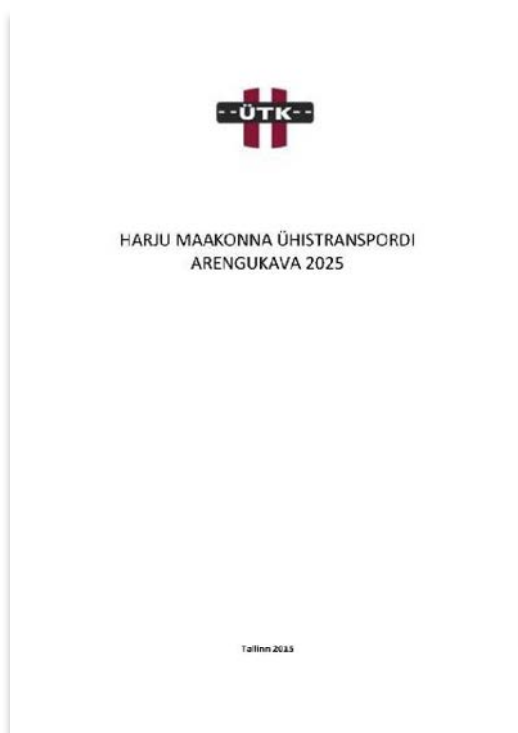 --ÜTK--
HARJU MAAKONNA ÜHISTRANSPORDI
ARENGUKAVA 2025
Tallinn 2015